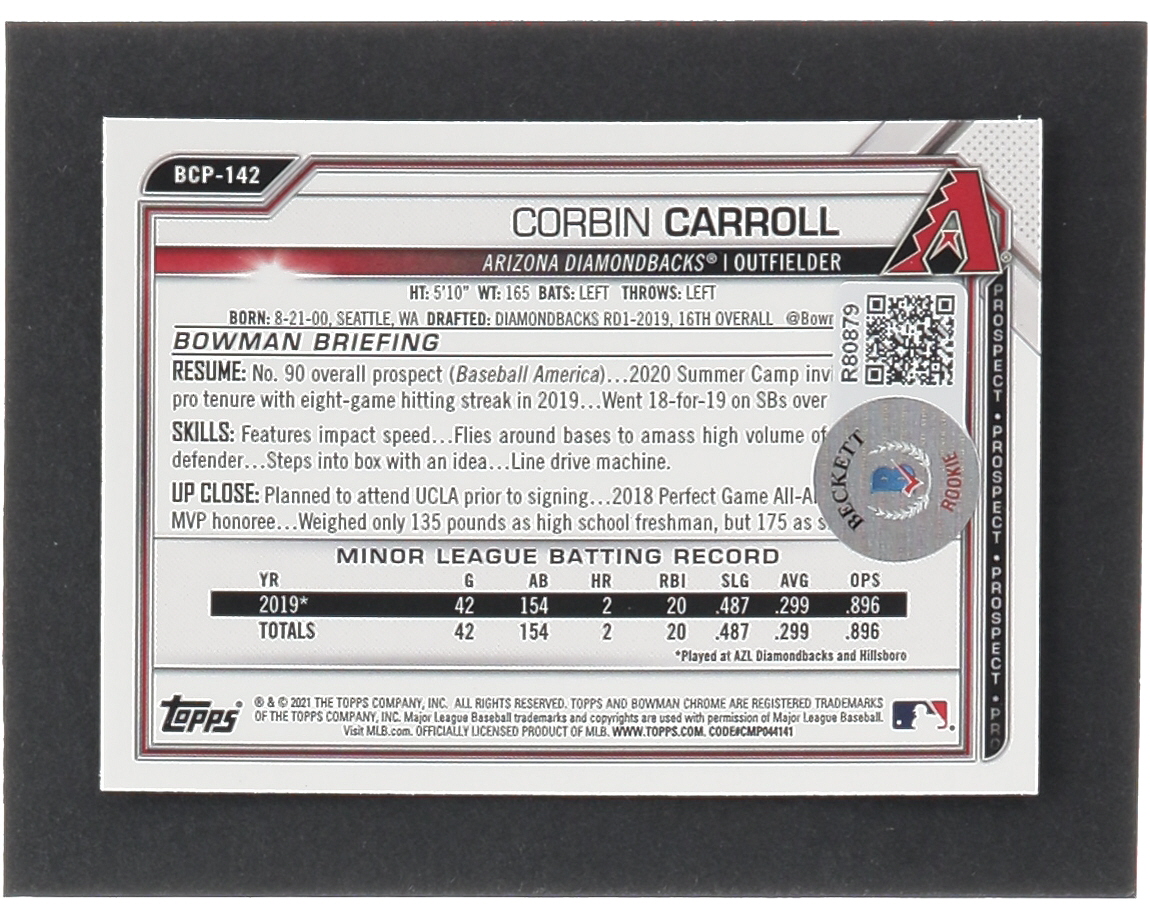 BCP-142
CORBIN CARROLL
ARIZONA DIAMONDBACKS® | OUTFIELDER
HT: 5'10" WT: 165 BATS: LEFT THROWS: LEFT
BORN: 8-21-00, SEATTLE, WA DRAFTED: DIAMONDBACKS RD1-2019, 16TH OVERALL @Bowr
BOWMAN BRIEFING
RESUME: No. 90 overall prospect (Baseball America)...2020 Summer Camp inv
pro tenure with eight-game hitting streak in 2019...Went 18-for-19 on SBs over
SKILLS: Features impact speed...Flies around bases to amass high volume of
defender...Steps into box with an idea...Line drive machine.
UP CLOSE: Planned to attend UCLA prior to signing...2018 Perfect Game All-A
MVP honoree...Weighed only 135 pounds as high school freshman, but 175 as s
R80879
BECKETT
B
ROOKIE
MINOR LEAGUE BATTING RECORD
YR G AB HR RBI SLG AVG OPS
2019* 42 154 2 20 .487 .299 .896
TOTALS 42 154 2 20 .487 .299 .896
*Played at AZL Diamondbacks and Hillsboro
topps®
® & © 2021 THE TOPPS COMPANY, INC. ALL RIGHTS RESERVED. TOPPS AND BOWMAN CHROME ARE REGISTERED TRADEMARKS
OF THE TOPPS COMPANY, INC. Major League Baseball trademarks and copyrights are used with permission of Major League Baseball.
Visit MLB.com. OFFICIALLY LICENSED PRODUCT OF MLB. WWW.TOPPS.COM. CODE#CMP044141
PROSPECT • PROSPECT • PROSPECT • PRO